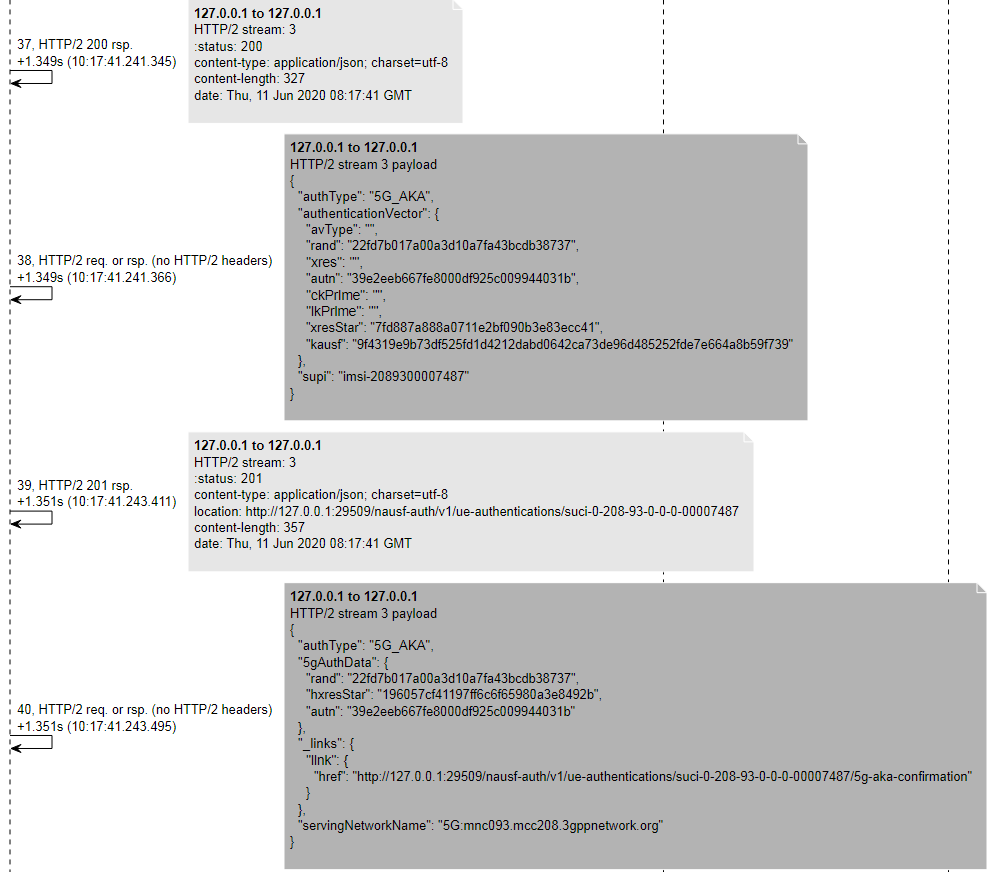 127.0.0.1 to 127.0.0.1
HTTP/2 stream: 3
:status: 200
content-type: application/json; charset=utf-8
content-length: 327
date: Thu, 11 Jun 2020 08:17:41 GMT
37, HTTP/2 200 rsp.
+1.349s (10:17:41.241.345)
127.0.0.1 to 127.0.0.1
HTTP/2 stream 3 payload
{
"authType": "5G_AKA",
"authenticationVector": {
"avType": "",
"rand": "22fd7b017a00a3d10a7fa43bcdb38737",
"xres": "",
"autn": "39e2eeb667fe8000df925c009944031b",
"ckPrIme": "",
"IkPrIme": "",
"xresStar": "7fd887a888a0711e2bf090b3e83ecc41",
"kausf": "9f4319e9b73df525fd1d4212dabd0642ca73de96d485252fde7e664a8b59f739"
},
"supi": "imsi-2089300007487"
}
38, HTTP/2 req. or rsp. (no HTTP/2 headers)
+1.349s (10:17:41.241.366)
127.0.0.1 to 127.0.0.1
HTTP/2 stream: 3
:status: 201
content-type: application/json; charset=utf-8
location: http://127.0.0.1:29509/nausf-auth/v1/ue-authentications/suci-0-208-93-0-0-0-00007487
content-length: 357
date: Thu, 11 Jun 2020 08:17:41 GMT
39, HTTP/2 201 rsp.
+1.351s (10:17:41.243.411)
127.0.0.1 to 127.0.0.1
HTTP/2 stream 3 payload
{
"authType": "5G_AKA",
"5gAuthData": {
"rand": "22fd7b017a00a3d10a7fa43bcdb38737",
"hxresStar": "196057cf41197ff6c6f65980a3e8492b",
"autn": "39e2eeb667fe8000df925c009944031b"
},
"_links": {
"lInk": {
"href": "http://127.0.0.1:29509/nausf-auth/v1/ue-authentications/suci-0-208-93-0-0-0-00007487/5g-aka-confirmation"
}
},
"servingNetworkName": "5G:mnc093.mcc208.3gppnetwork.org"
}
40, HTTP/2 req. or rsp. (no HTTP/2 headers)
+1.351s (10:17:41.243.495)